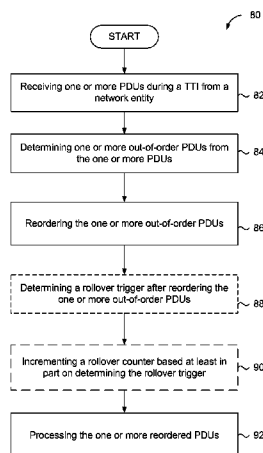 80
START
Receiving one or more PDUs during a TTI from a
network entity
82
Determining one or more out-of-order PDUs from
the one or more PDUs
84
Reordering the one or more out-of-order PDUs
86
Determining a rollover trigger after reordering the
one or more out-of-order PDUs
88
Incrementing a rollover counter based at least in
part on determining the rollover trigger
90
Processing the one or more reordered PDUs
92